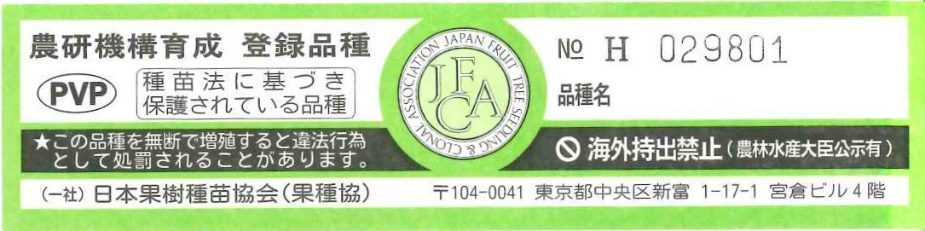 農研機構育成 登録品種
PVP
種苗法に基づき
保護されている品種
★この品種を無断で増殖すると違法行為
として処罰されることがあります。
(一社)日本果樹種苗協会(果種協)
JAPAN FRUIT TREE SEEDLING & CLONAL ASSOCIATION
JFCA
№ H 029801
品種名
海外持出禁止(農林水産大臣公示有)
〒104-0041 東京都中央区新富 1-17-1 宮倉ビル4階